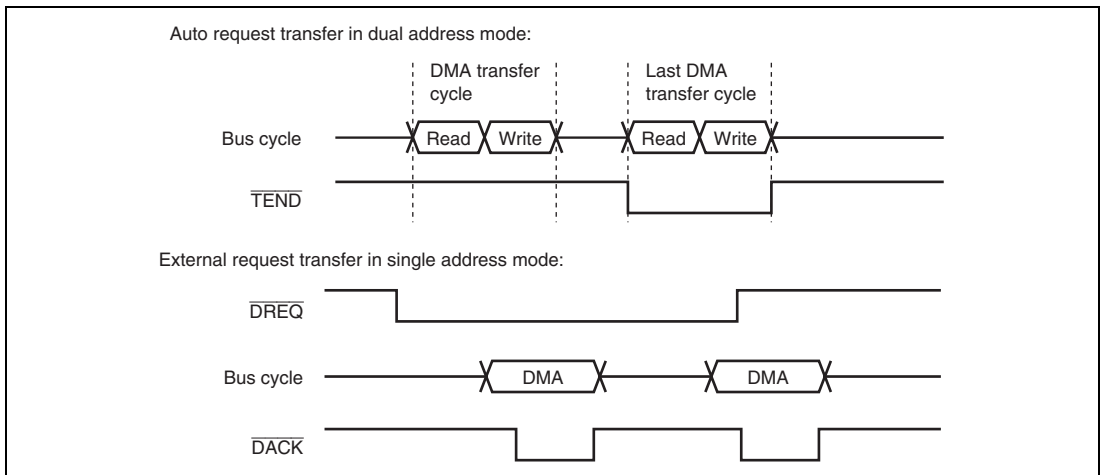 Auto request transfer in dual address mode:
DMA transfer
cycle
Last DMA
transfer cycle
Bus cycle
Read
Write
Read
Write
TEND
External request transfer in single address mode:
DREQ
Bus cycle
DMA
DMA
DACK